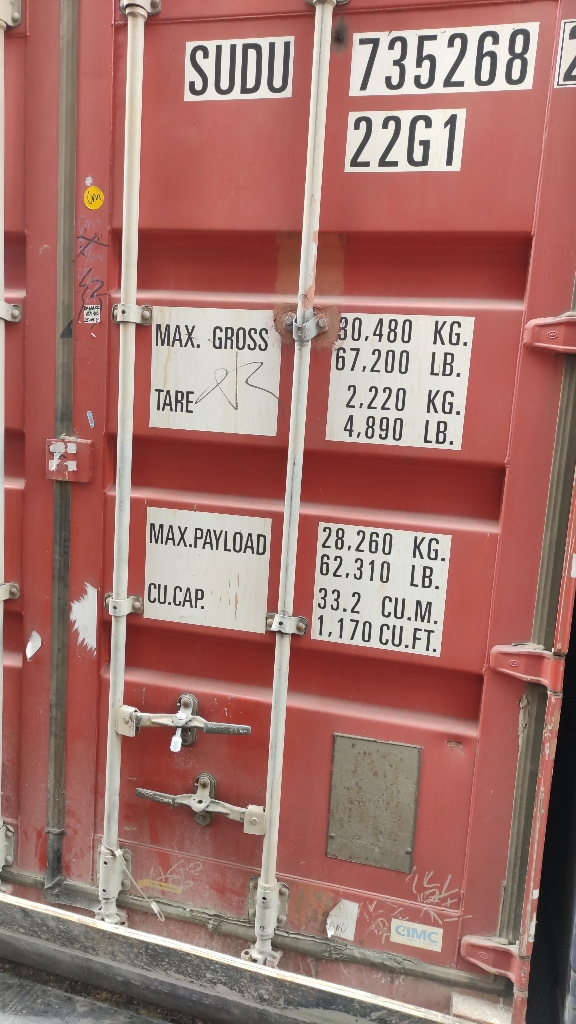 SUDU 735268
22G1
MAX. GROSS 30,480 KG.
67,200 LB.
TARE 2,220 KG.
4,890 LB.
MAX.PAYLOAD 28,260 KG.
62,310 LB.
CU.CAP. 33.2 CU.M.
1,170 CU.FT.
CIMC